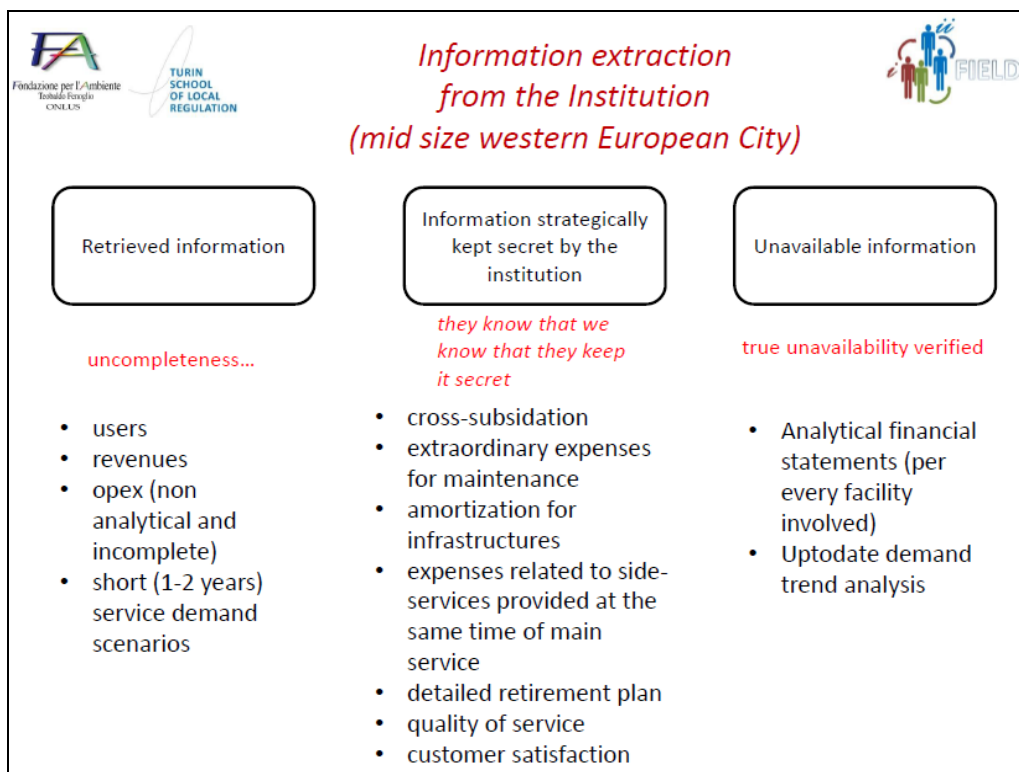 FA
Fondazione per l'Ambiente
Teobaldo Fenoglio
ONLUS
TURIN
SCHOOL
OF LOCAL
REGULATION
Information extraction
from the Institution
(mid size western European City)
i
ii
FIELD
Retrieved information
uncompleteness...
• users
• revenues
• opex (non
analytical and
incomplete)
• short (1-2 years)
service demand
scenarios
Information strategically
kept secret by the
institution
they know that we
know that they keep
it secret
• cross-subsidation
• extraordinary expenses
for maintenance
• amortization for
infrastructures
• expenses related to side-
services provided at the
same time of main
service
• detailed retirement plan
• quality of service
• customer satisfaction
Unavailable information
true unavailability verified
• Analytical financial
statements (per
every facility
involved)
• Uptodate demand
trend analysis